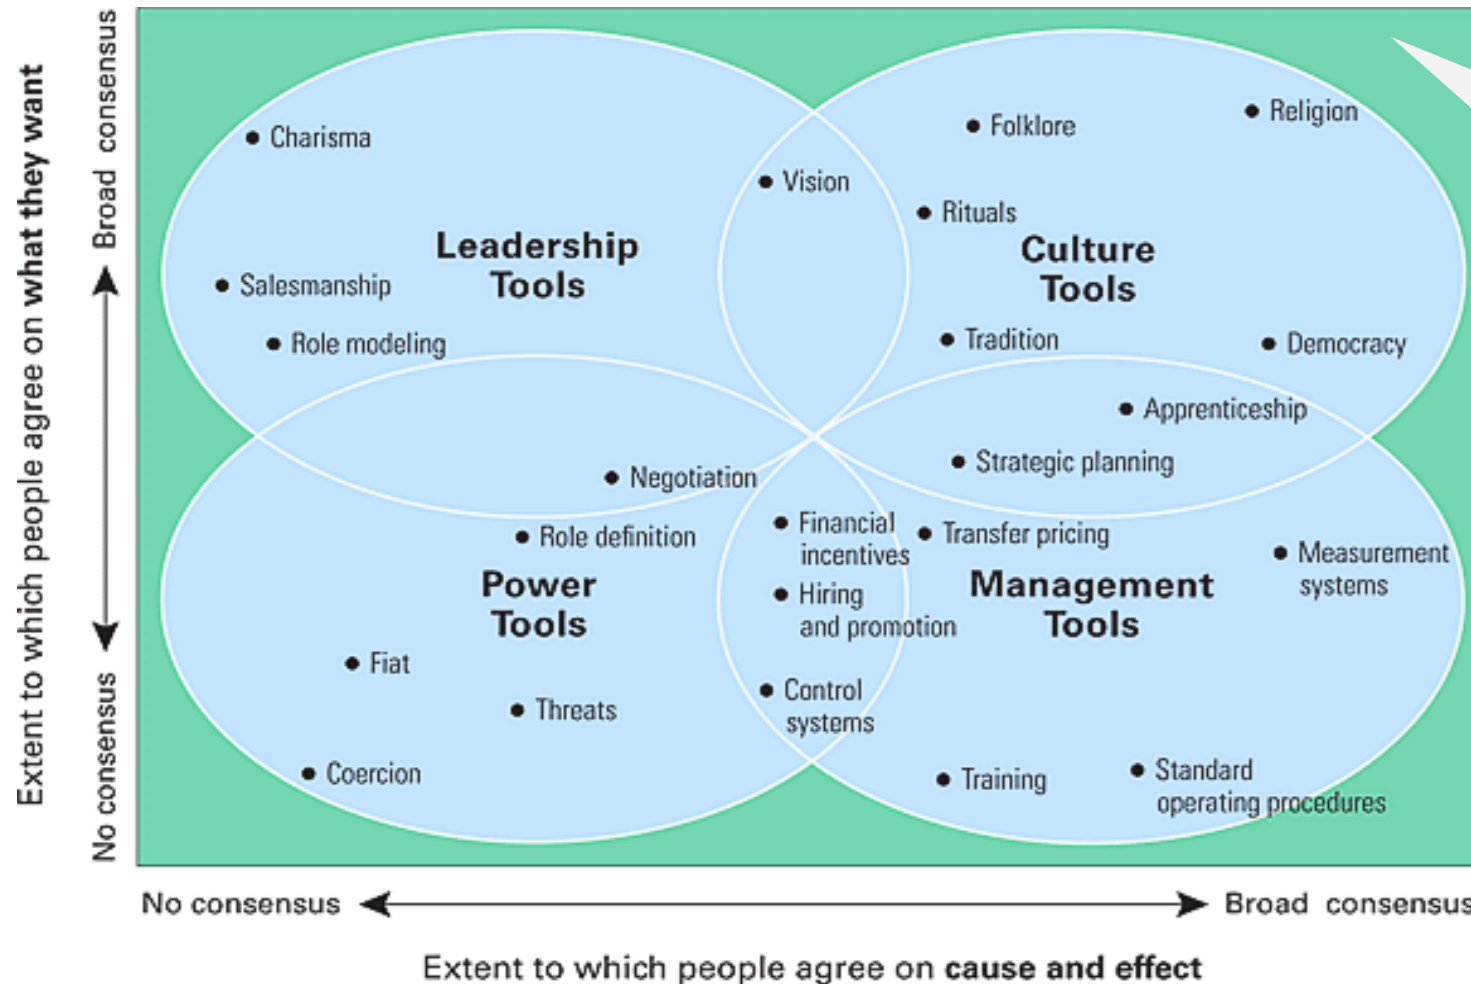 Extent to which people agree on what they want
Broad consensus
No consensus
Charisma
Salesmanship
Role modeling
Leadership
Tools
Vision
Folklore
Religion
Rituals
Culture
Tools
Tradition
Democracy
Apprenticeship
Strategic planning
Negotiation
Role definition
Power
Tools
Fiat
Threats
Coercion
Financial
incentives
Hiring
and promotion
Control
systems
Transfer pricing
Measurement
systems
Management
Tools
Training
Standard
operating procedures
No consensus
Broad consensus
Extent to which people agree on cause and effect